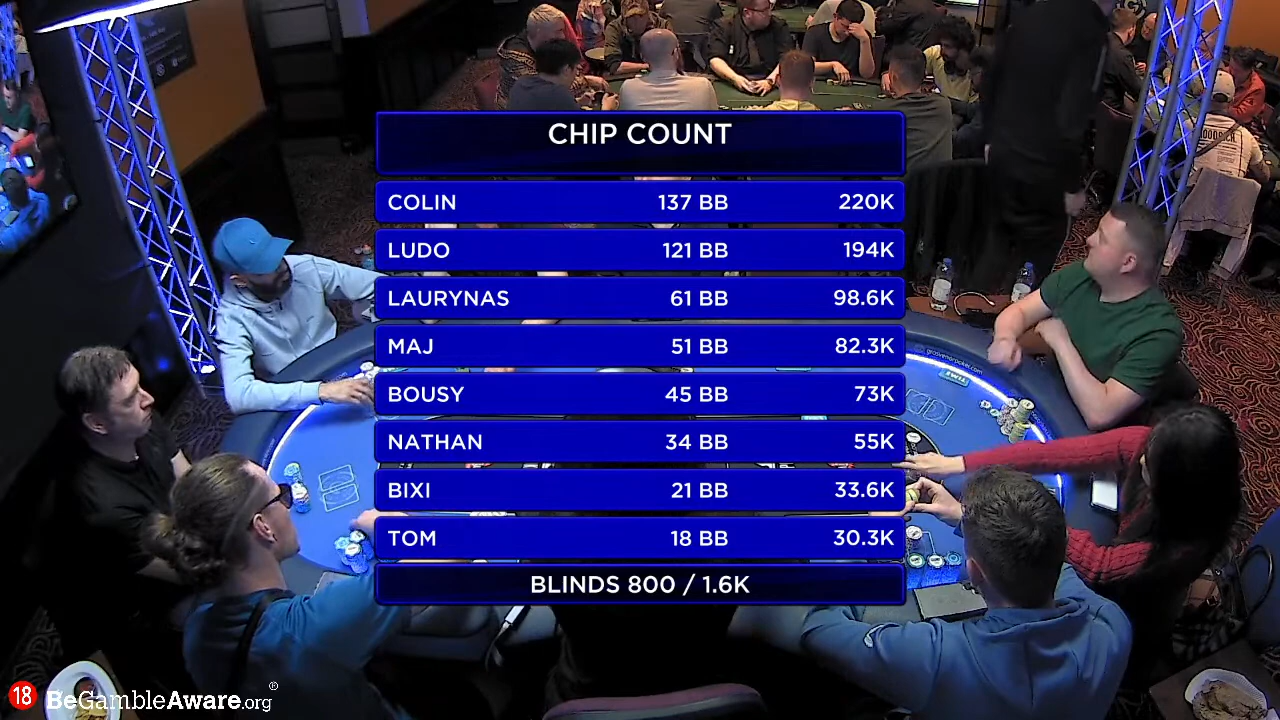 CHIP COUNT
COLIN 137 BB 220K
LUDO 121 BB 194K
LAURYNAS 61 BB 98.6K
MAJ 51 BB 82.3K
BOUSY 45 BB 73K
NATHAN 34 BB 55K
BIXI 21 BB 33.6K
TOM 18 BB 30.3K
BLINDS 800 / 1.6K
grosvenorpoker.com
18 BeGambleAware.org®